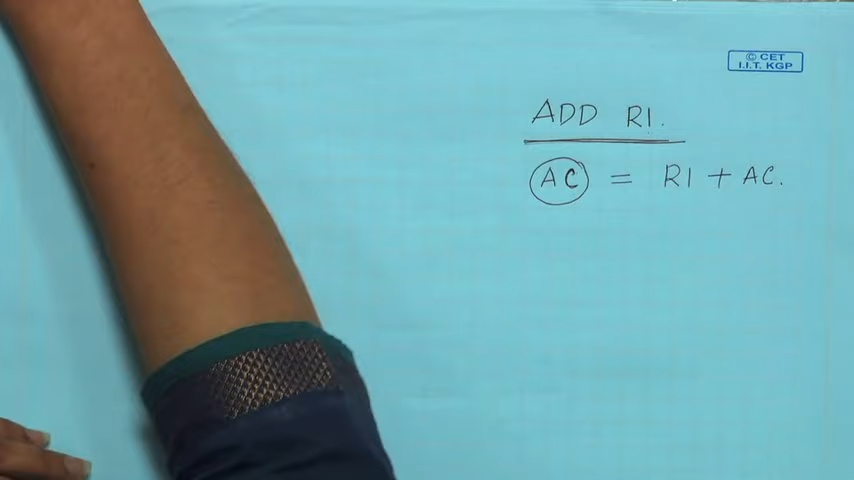 © CET
I.I.T. KGP
ADD R1.
AC = R1 + AC.